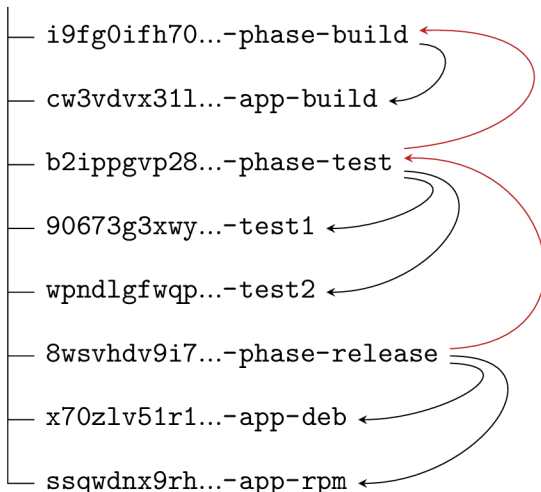 i9fg0ifh70...-phase-build
cw3vdvx31l...-app-build
b2ippgvp28...-phase-test
90673g3xwy...-test1
wpndlgfwqp...-test2
8wsvhdv9i7...-phase-release
x70zlv51r1...-app-deb
ssqwdnx9rh...-app-rpm